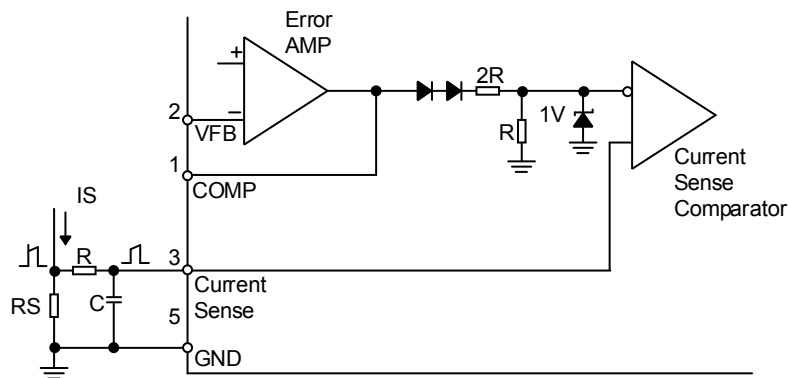 Error
AMP
+
−
2
VFB
1
COMP
2R
R
1V
Current
Sense
Comparator
IS
R
3
Current
Sense
RS
C
5
GND